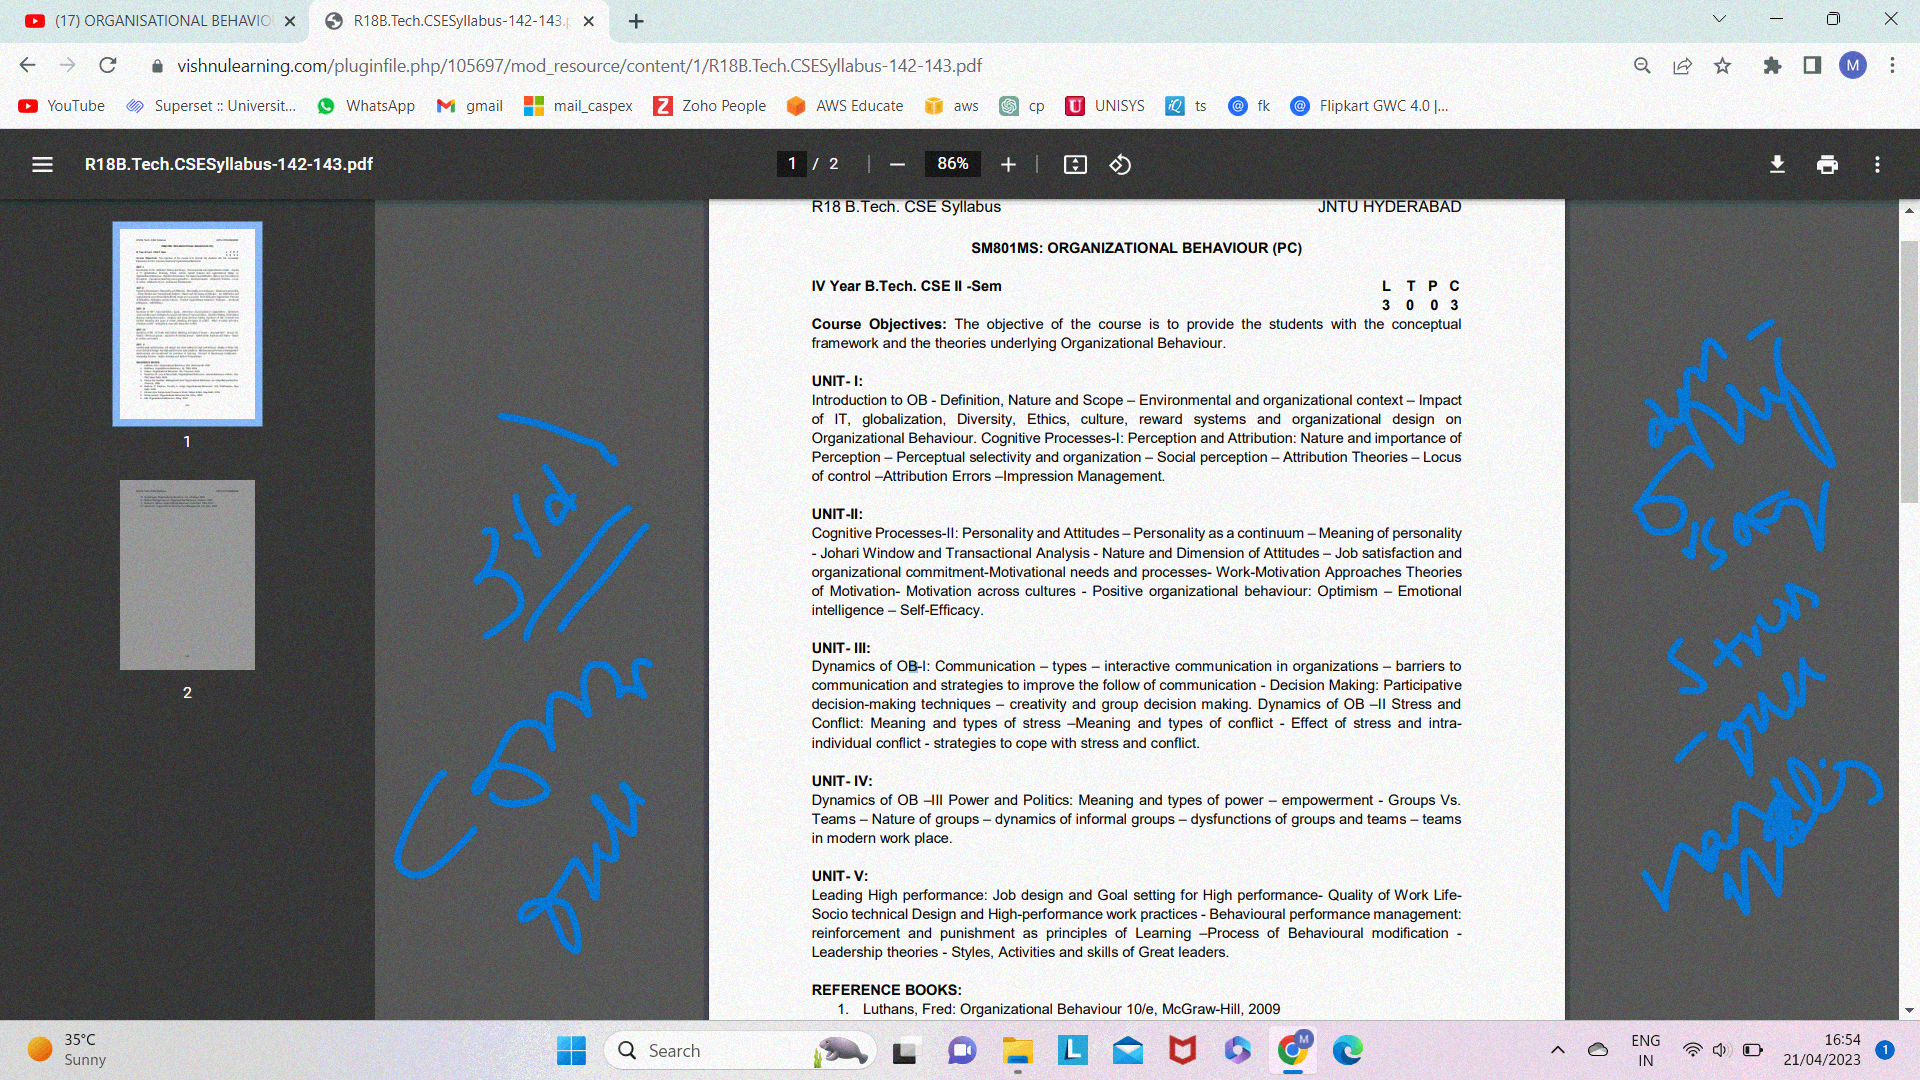 (17) ORGANISATIONAL BEHAVIO
R18B.Tech.CSESyllabus-142-143.p
vishnulearning.com/pluginfile.php/105697/mod_resource/content/1/R18B.Tech.CSESyllabus-142-143.pdf
M
YouTube
Superset :: Universit...
WhatsApp
gmail
mail_caspex
Zoho People
AWS Educate
aws
cp
UNISYS
ts
fk
Flipkart GWC 4.0 |...
R18B.Tech.CSESyllabus-142-143.pdf
1 / 2
86%
1
2
R18 B.Tech. CSE Syllabus JNTU HYDERABAD
SM801MS: ORGANIZATIONAL BEHAVIOUR (PC)
IV Year B.Tech. CSE II -Sem L T P C
3 0 0 3
Course Objectives: The objective of the course is to provide the students with the conceptual
framework and the theories underlying Organizational Behaviour.
UNIT- I:
Introduction to OB - Definition, Nature and Scope – Environmental and organizational context – Impact
of IT, globalization, Diversity, Ethics, culture, reward systems and organizational design on
Organizational Behaviour. Cognitive Processes-I: Perception and Attribution: Nature and importance of
Perception – Perceptual selectivity and organization – Social perception – Attribution Theories – Locus
of control –Attribution Errors –Impression Management.
UNIT-II:
Cognitive Processes-II: Personality and Attitudes – Personality as a continuum – Meaning of personality
- Johari Window and Transactional Analysis - Nature and Dimension of Attitudes – Job satisfaction and
organizational commitment-Motivational needs and processes- Work-Motivation Approaches Theories
of Motivation- Motivation across cultures - Positive organizational behaviour: Optimism – Emotional
intelligence – Self-Efficacy.
UNIT- III:
Dynamics of OB-I: Communication – types – interactive communication in organizations – barriers to
communication and strategies to improve the follow of communication - Decision Making: Participative
decision-making techniques – creativity and group decision making. Dynamics of OB –II Stress and
Conflict: Meaning and types of stress –Meaning and types of conflict - Effect of stress and intra-
individual conflict - strategies to cope with stress and conflict.
UNIT- IV:
Dynamics of OB –III Power and Politics: Meaning and types of power – empowerment - Groups Vs.
Teams – Nature of groups – dynamics of informal groups – dysfunctions of groups and teams – teams
in modern work place.
UNIT- V:
Leading High performance: Job design and Goal setting for High performance- Quality of Work Life-
Socio technical Design and High-performance work practices - Behavioural performance management:
reinforcement and punishment as principles of Learning –Process of Behavioural modification -
Leadership theories - Styles, Activities and skills of Great leaders.
REFERENCE BOOKS:
1. Luthans, Fred: Organizational Behaviour 10/e, McGraw-Hill, 2009
3rd
Stress
35°C
Sunny
Search
ENG
IN
16:54
21/04/2023
1